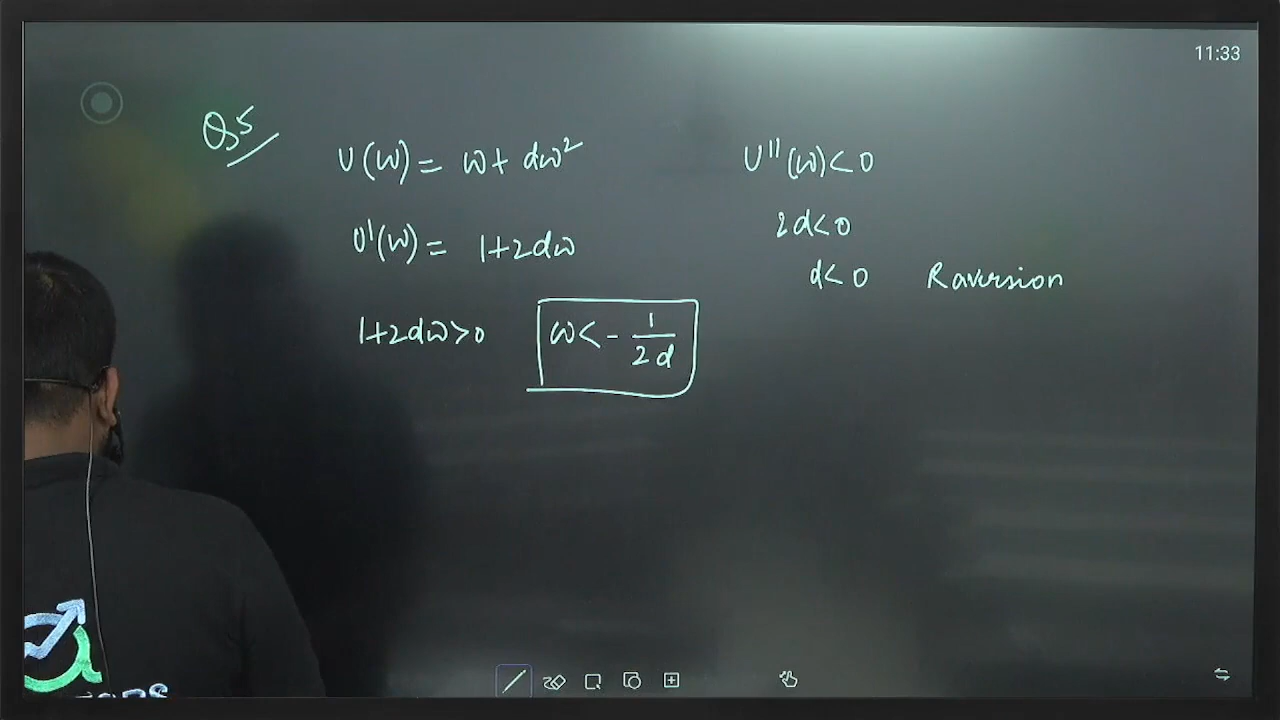 11:33
Q5
U(W) = W + dW²
U''(W) < 0
U'(W) = 1+2dW
2d<0
d<0 Raversion
1+2dW>0 W< - 1/2d